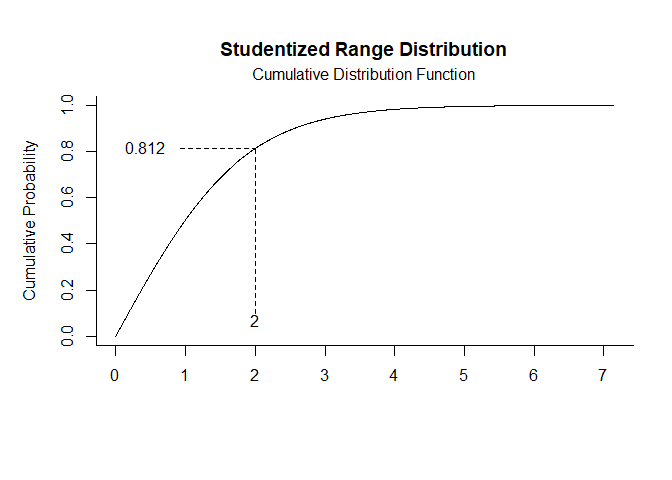 Studentized Range Distribution
Cumulative Distribution Function
Cumulative Probability
1.0
0.8
0.6
0.4
0.2
0.0
0.812
2
0 1 2 3 4 5 6 7